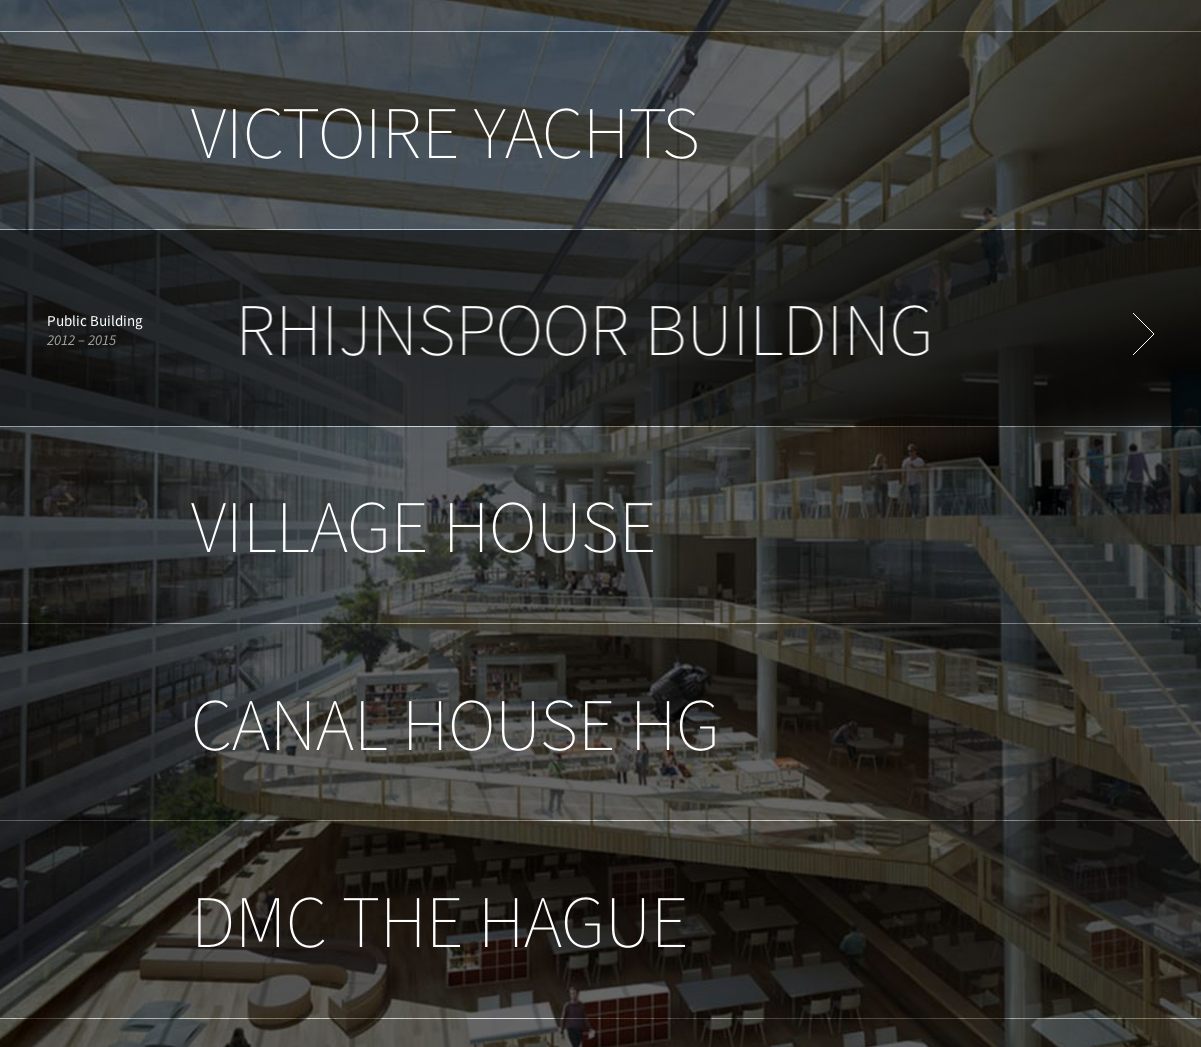 VICTOIRE YACHTS
Public Building
2012 – 2015
RHIJNSPOOR BUILDING
VILLAGE HOUSE
CANAL HOUSE HG
DMC THE HAGUE